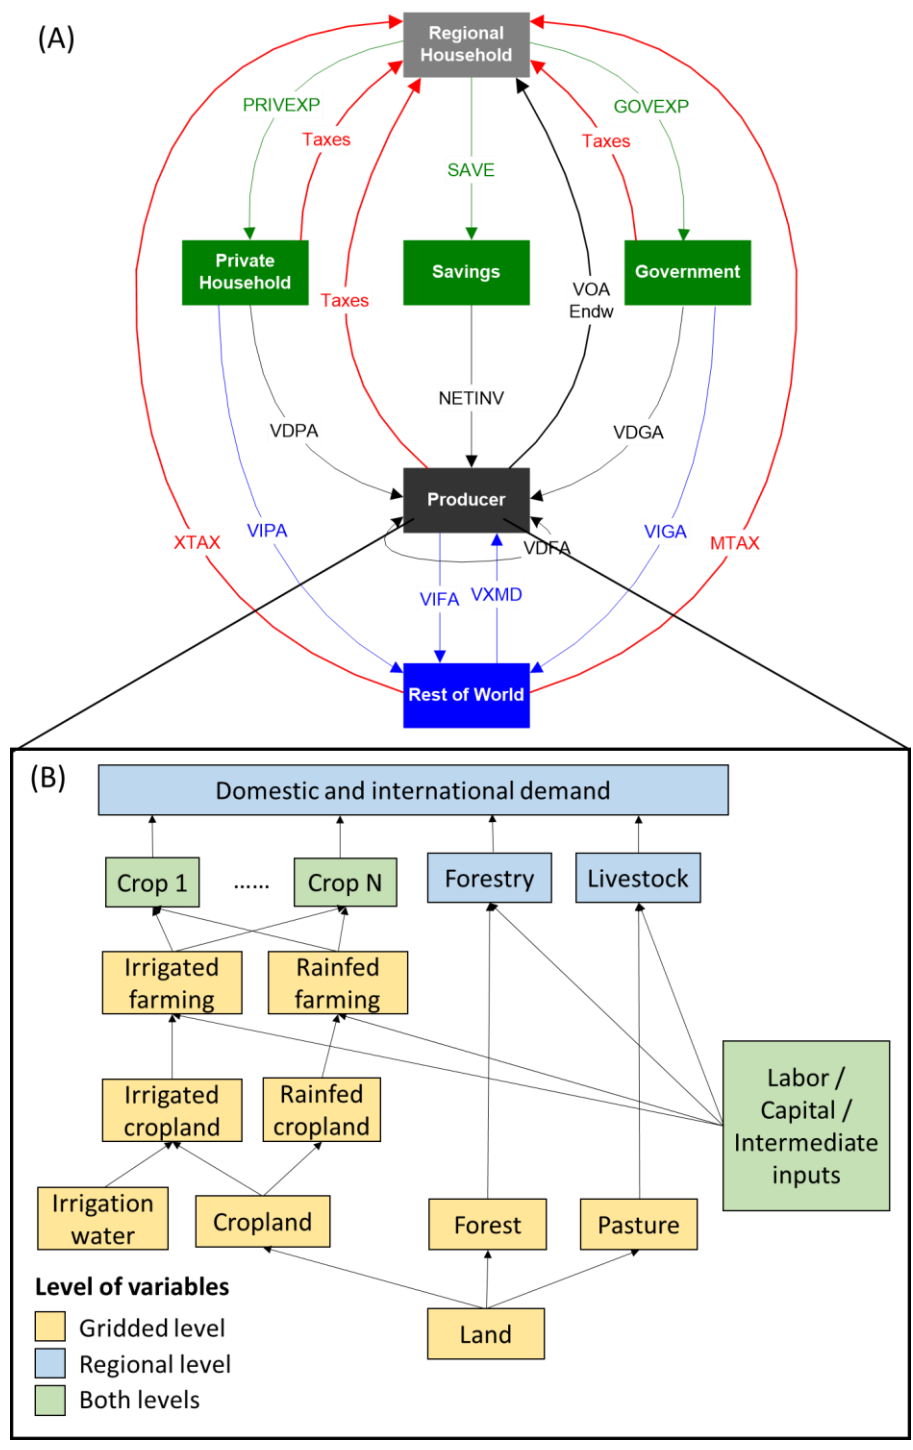 (A)
Regional
Household
PRIVEXP
GOVEXP
Taxes
Taxes
SAVE
Private
Household
Savings
Government
Taxes
VOA
Endw
NETINV
VDPA
VDGA
Producer
XTAX
VIPA
VDFA
VIGA
MTAX
VIFA
VXMD
Rest of World
(B)
Domestic and international demand
Crop 1
......
Crop N
Forestry
Livestock
Irrigated
farming
Rainfed
farming
Irrigated
cropland
Rainfed
cropland
Labor /
Capital /
Intermediate
inputs
Irrigation
water
Cropland
Forest
Pasture
Land
Level of variables
Gridded level
Regional level
Both levels